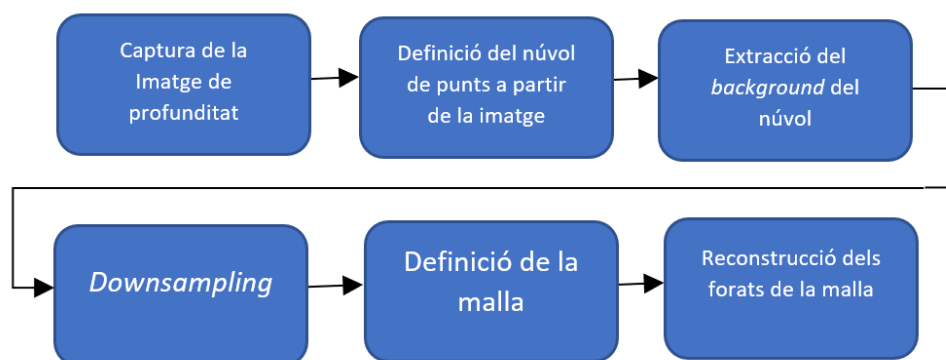 Captura de la
Imatge de
profunditat
Definició del núvol
de punts a partir
de la imatge
Extracció del
background del
núvol
Downsampling
Definició de la
malla
Reconstrucció dels
forats de la malla